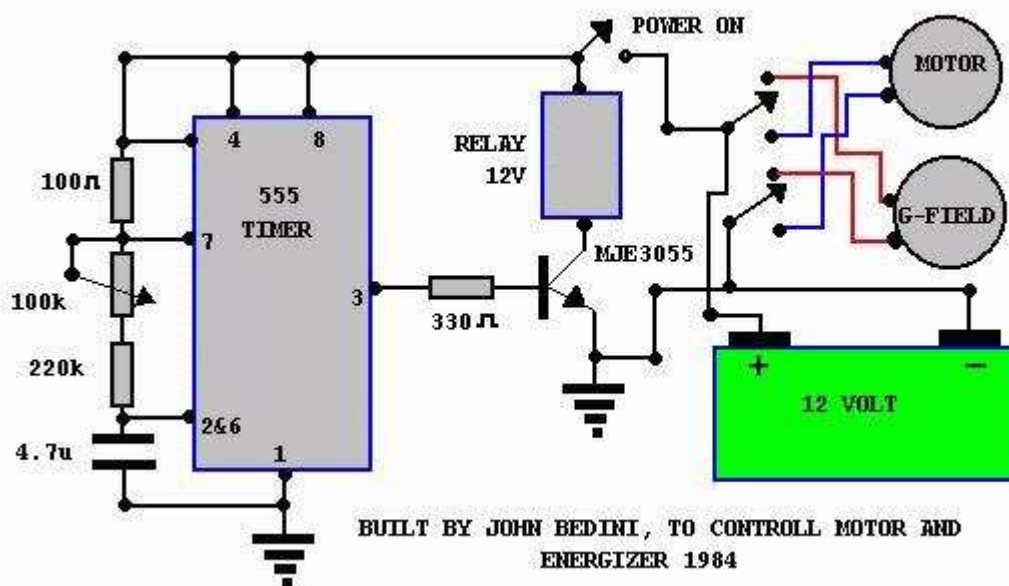 POWER ON
MOTOR
4
8
RELAY
12V
100Ω
555
TIMER
G-FIELD
7
MJE3055
100k
3
330Ω
220k
+
−
12 VOLT
2&6
4.7u
1
BUILT BY JOHN BEDINI, TO CONTROLL MOTOR AND
ENERGIZER 1984